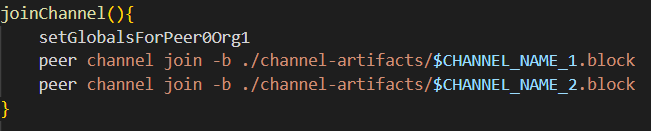 joinChannel(){
    setGlobalsForPeer0Org1
    peer channel join -b ./channel-artifacts/$CHANNEL_NAME_1.block
    peer channel join -b ./channel-artifacts/$CHANNEL_NAME_2.block
}